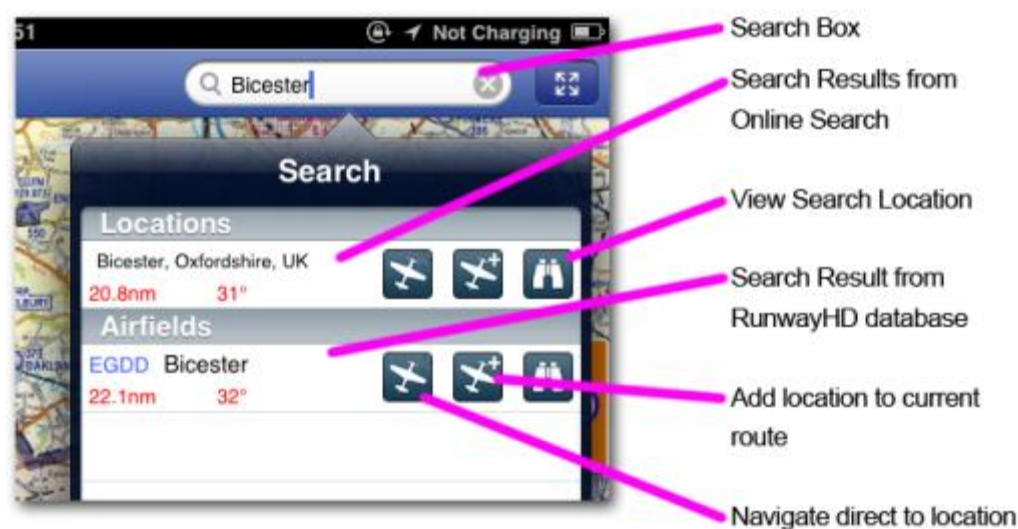 51 Not Charging
Bicester
Search
Locations
Bicester, Oxfordshire, UK
20.8nm 31°
Airfields
EGDD Bicester
22.1nm 32°
Search Box
Search Results from
Online Search
View Search Location
Search Result from
RunwayHD database
Add location to current
route
Navigate direct to location